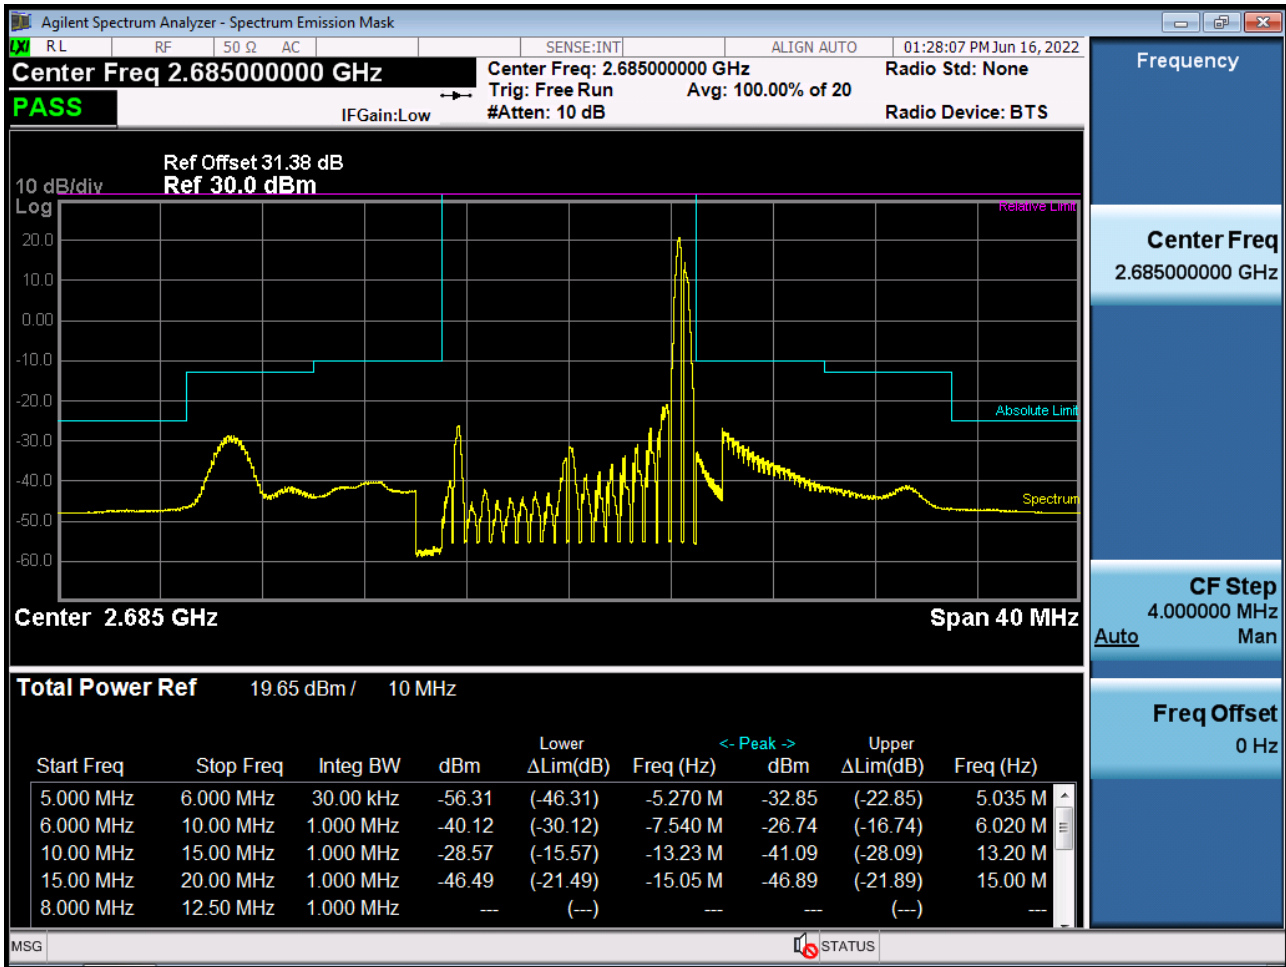 Agilent Spectrum Analyzer - Spectrum Emission Mask
LXI RL RF 50 Ω AC SENSE:INT ALIGN AUTO 01:28:07 PM Jun 16, 2022
Center Freq 2.685000000 GHz
PASS
IFGain:Low
Center Freq: 2.685000000 GHz
Trig: Free Run Avg: 100.00% of 20
#Atten: 10 dB
Radio Std: None
Radio Device: BTS
Ref Offset 31.38 dB
10 dB/div Ref 30.0 dBm
Log
Relative Limit
20.0
10.0
0.00
-10.0
-20.0
Absolute Limit
-30.0
-40.0
Spectrum
-50.0
-60.0
Center 2.685 GHz Span 40 MHz
Total Power Ref 19.65 dBm / 10 MHz
Lower <- Peak -> Upper
Start Freq Stop Freq Integ BW dBm ΔLim(dB) Freq (Hz) dBm ΔLim(dB) Freq (Hz)
5.000 MHz 6.000 MHz 30.00 kHz -56.31 (-46.31) -5.270 M -32.85 (-22.85) 5.035 M
6.000 MHz 10.00 MHz 1.000 MHz -40.12 (-30.12) -7.540 M -26.74 (-16.74) 6.020 M
10.00 MHz 15.00 MHz 1.000 MHz -28.57 (-15.57) -13.23 M -41.09 (-28.09) 13.20 M
15.00 MHz 20.00 MHz 1.000 MHz -46.49 (-21.49) -15.05 M -46.89 (-21.89) 15.00 M
8.000 MHz 12.50 MHz 1.000 MHz --- (---) --- --- (---) ---
MSG STATUS
Frequency
Center Freq
2.685000000 GHz
CF Step
4.000000 MHz
Auto Man
Freq Offset
0 Hz